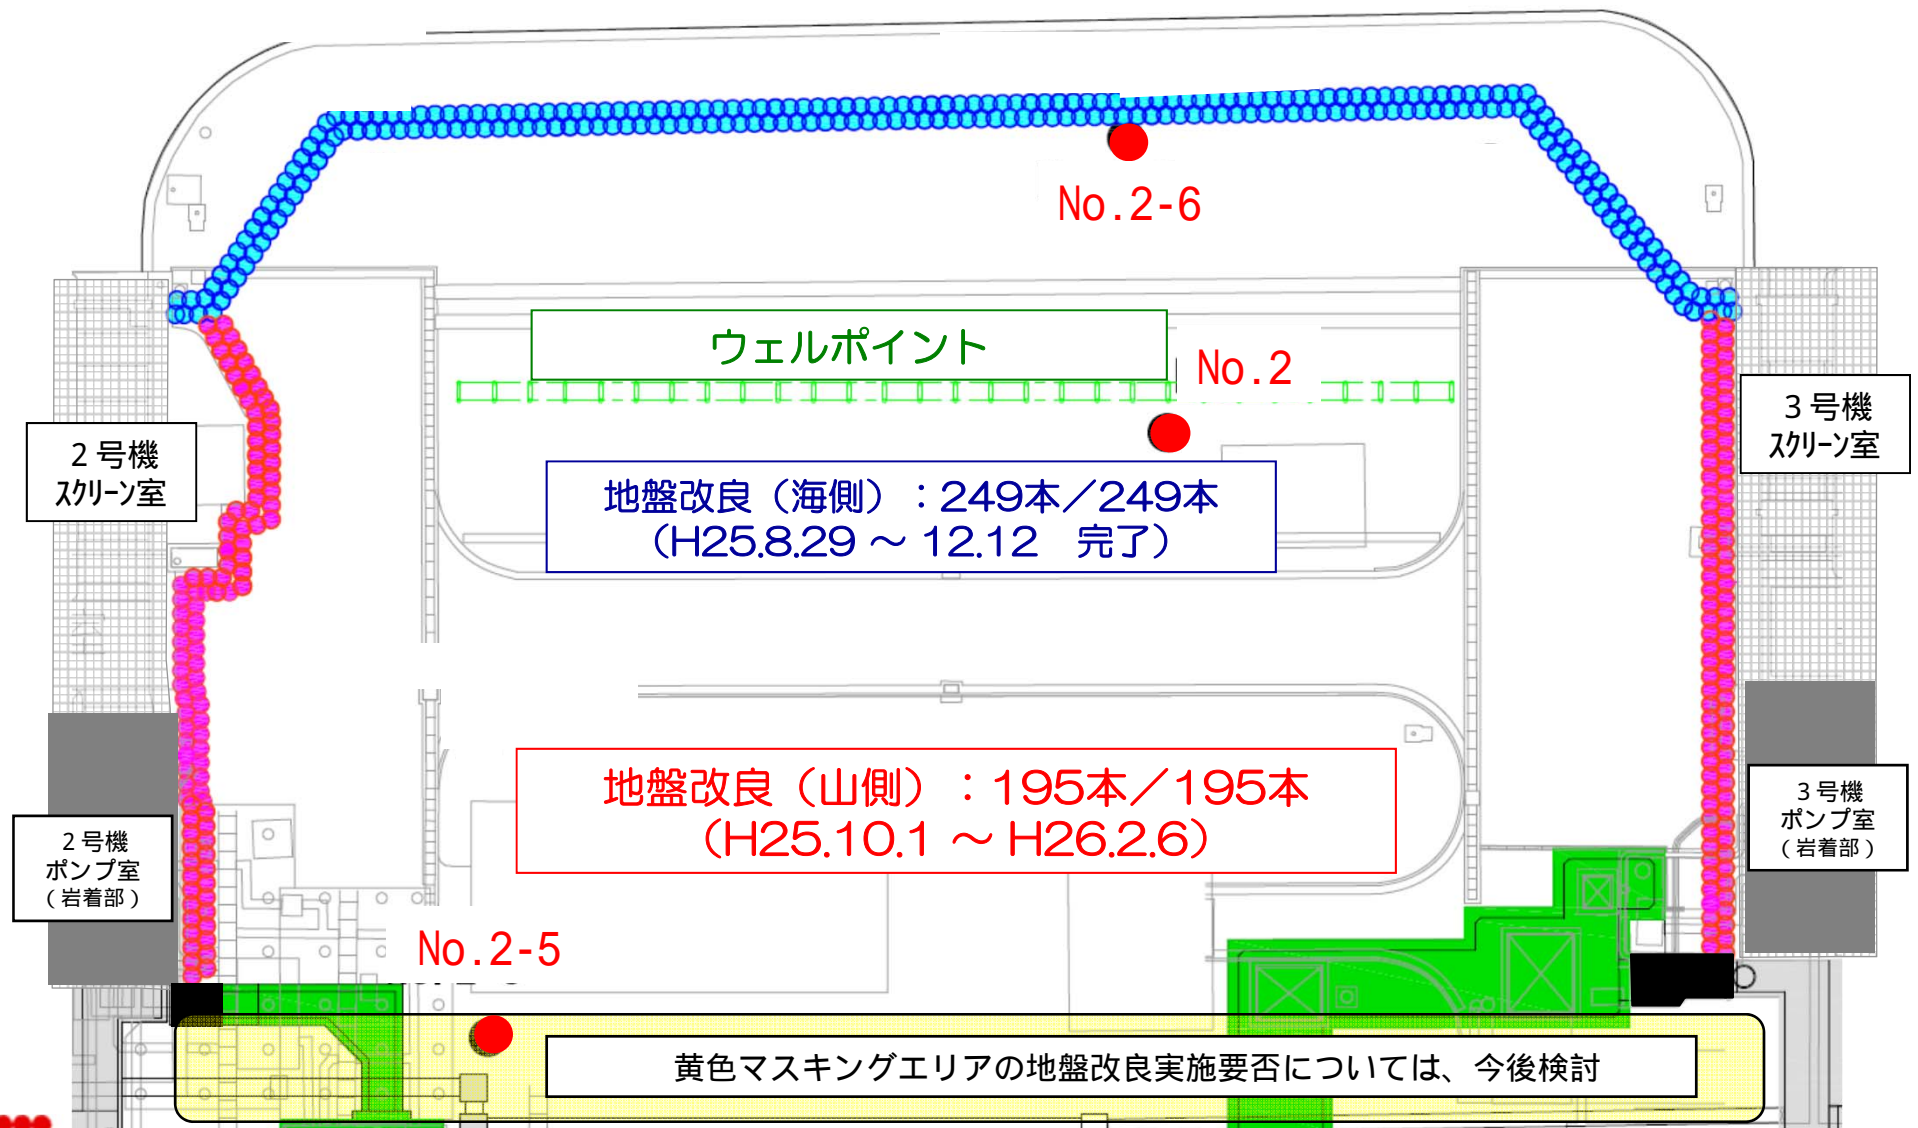 No.2-6
ウェルポイント
No.2
２号機
ｽｸﾘｰﾝ室
３号機
ｽｸﾘｰﾝ室
地盤改良（海側）：249本／249本
（H25.8.29 ～ 12.12　完了）
地盤改良（山側）：195本／195本
（H25.10.1 ～ H26.2.6）
２号機
ポンプ室
（岩着部）
３号機
ポンプ室
（岩着部）
No.2-5
黄色マスキングエリアの地盤改良実施要否については、今後検討